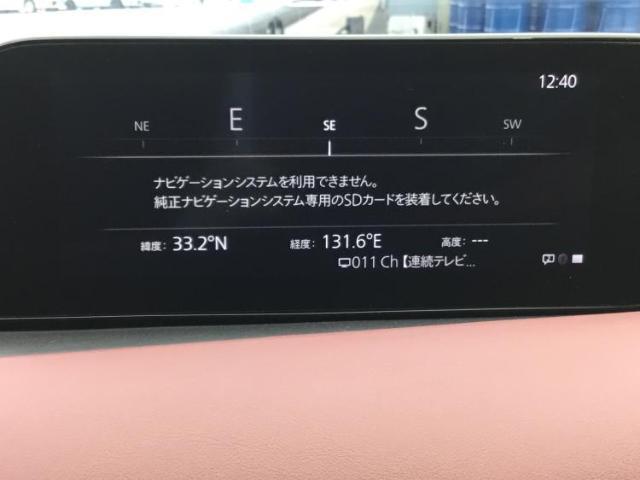 12:40
NE E SE S SW
ナビゲーションシステムを利用できません。
純正ナビゲーションシステム専用のSDカードを装着してください。
緯度: 33.2°N 経度: 131.6°E 高度: ---
011 Ch【連続テレビ...